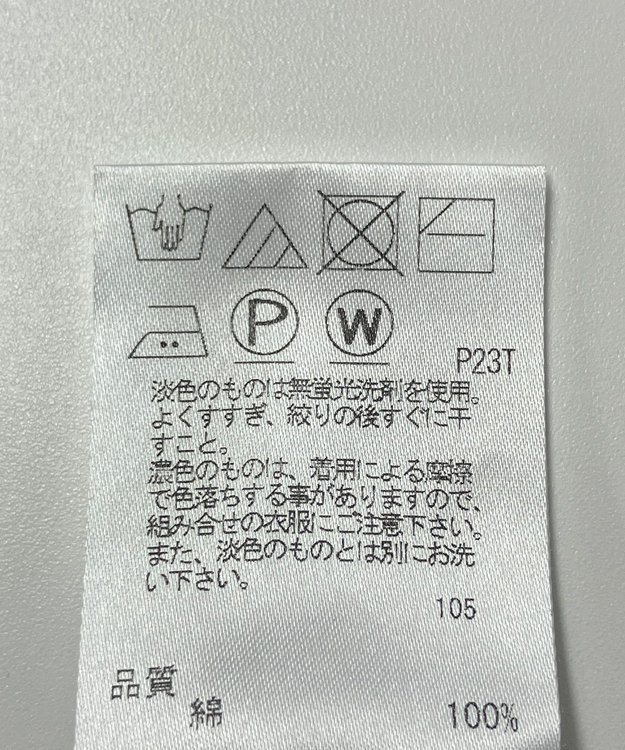 P
W
P23T
淡色のものは無蛍光洗剤を使用。
よくすすぎ、絞りの後すぐに干
すこと。
濃色のものは、着用による摩擦
で色落ちする事がありますので、
組み合せの衣服にご注意下さい。
また、淡色のものとは別にお洗
い下さい。
105
品質
綿 100%